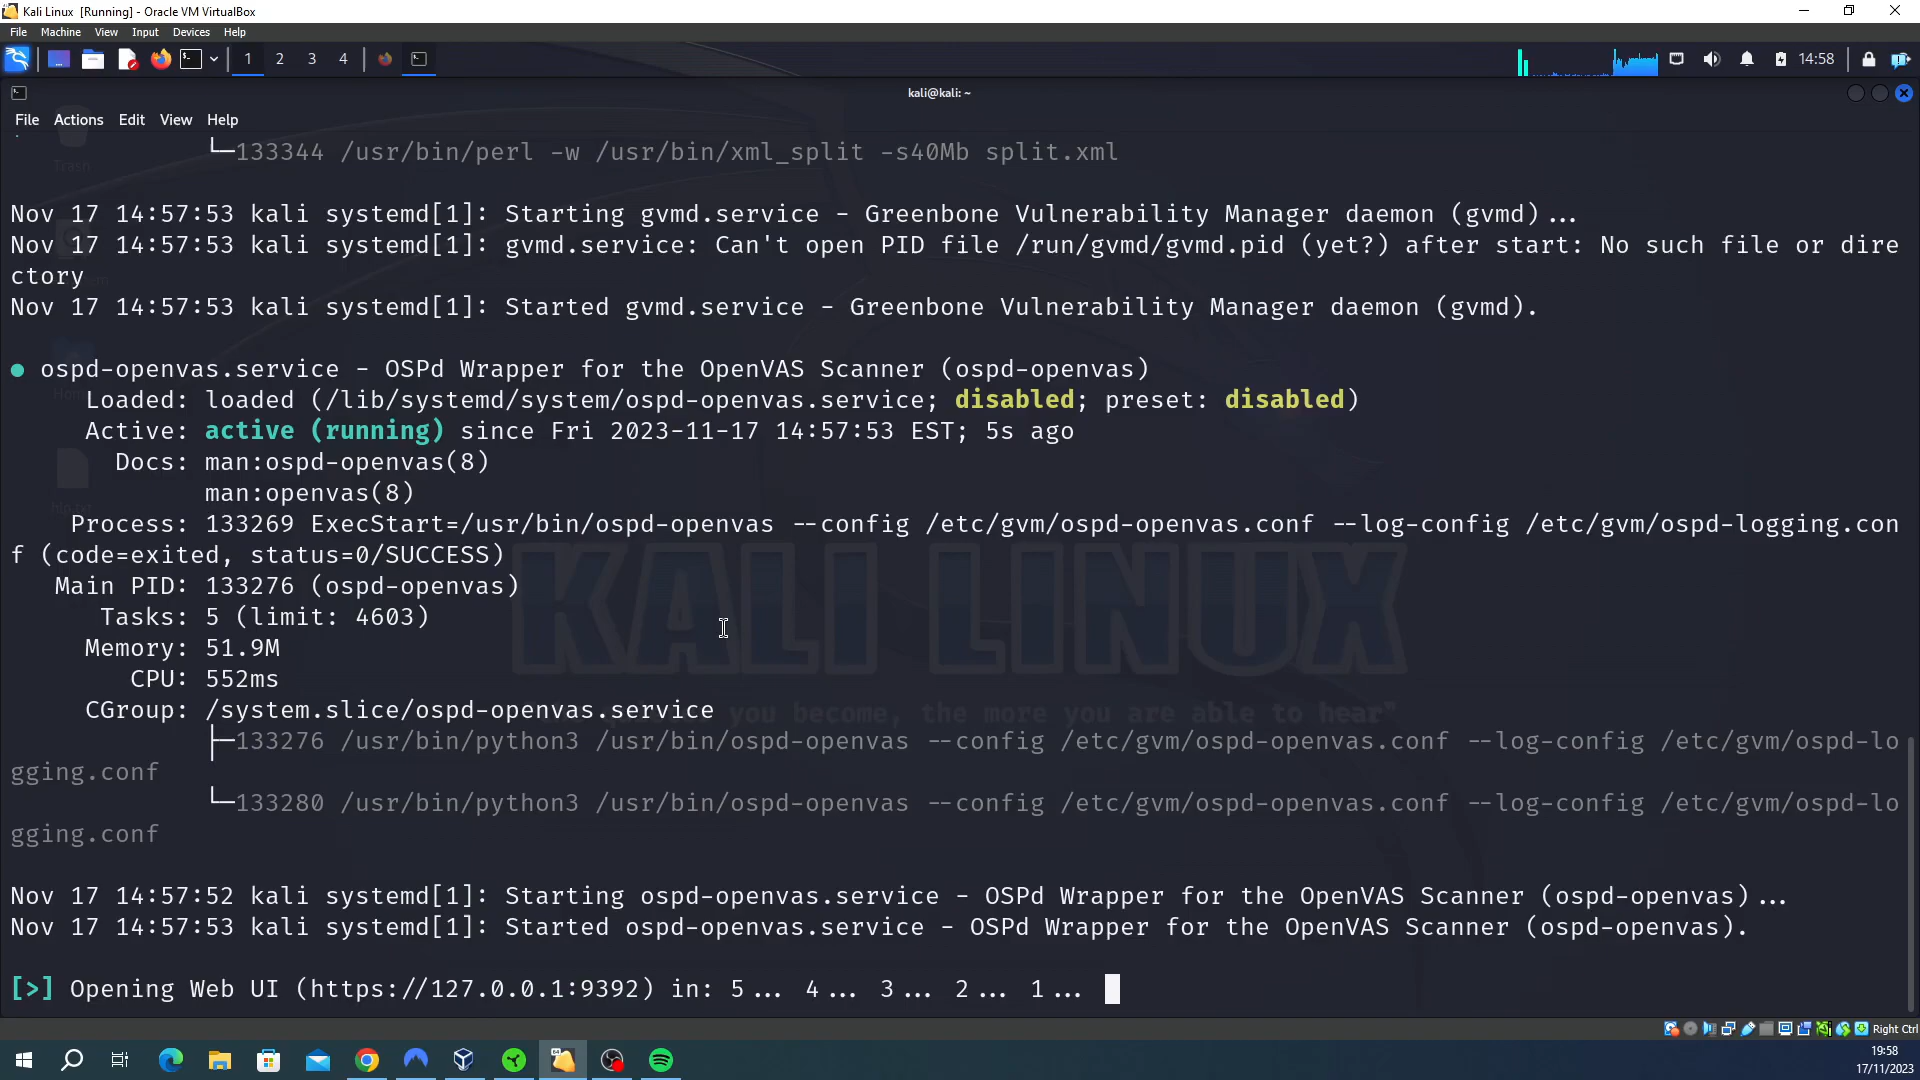 Kali Linux [Running] - Oracle VM VirtualBox
File Machine View Input Devices Help
1 2 3 4 14:58
kali@kali: ~
File Actions Edit View Help
└─133344 /usr/bin/perl -w /usr/bin/xml_split -s40Mb split.xml
Trash
Nov 17 14:57:53 kali systemd[1]: Starting gvmd.service - Greenbone Vulnerability Manager daemon (gvmd)...
Nov 17 14:57:53 kali systemd[1]: gvmd.service: Can't open PID file /run/gvmd/gvmd.pid (yet?) after start: No such file or dire
ctory
Nov 17 14:57:53 kali systemd[1]: Started gvmd.service - Greenbone Vulnerability Manager daemon (gvmd).
● ospd-openvas.service - OSPd Wrapper for the OpenVAS Scanner (ospd-openvas)
Loaded: loaded (/lib/systemd/system/ospd-openvas.service; disabled; preset: disabled)
Active: active (running) since Fri 2023-11-17 14:57:53 EST; 5s ago
Docs: man:ospd-openvas(8)
man:openvas(8)
Process: 133269 ExecStart=/usr/bin/ospd-openvas --config /etc/gvm/ospd-openvas.conf --log-config /etc/gvm/ospd-logging.con
f (code=exited, status=0/SUCCESS)
Main PID: 133276 (ospd-openvas)
Tasks: 5 (limit: 4603)
Memory: 51.9M
CPU: 552ms
KALI LINUX
CGroup: /system.slice/ospd-openvas.service
you become, the more you are able to hear"
├─133276 /usr/bin/python3 /usr/bin/ospd-openvas --config /etc/gvm/ospd-openvas.conf --log-config /etc/gvm/ospd-lo
gging.conf
└─133280 /usr/bin/python3 /usr/bin/ospd-openvas --config /etc/gvm/ospd-openvas.conf --log-config /etc/gvm/ospd-lo
gging.conf
Nov 17 14:57:52 kali systemd[1]: Starting ospd-openvas.service - OSPd Wrapper for the OpenVAS Scanner (ospd-openvas)...
Nov 17 14:57:53 kali systemd[1]: Started ospd-openvas.service - OSPd Wrapper for the OpenVAS Scanner (ospd-openvas).
[>] Opening Web UI (https://127.0.0.1:9392) in: 5... 4... 3... 2... 1...
Right Ctrl
19:58
17/11/2023